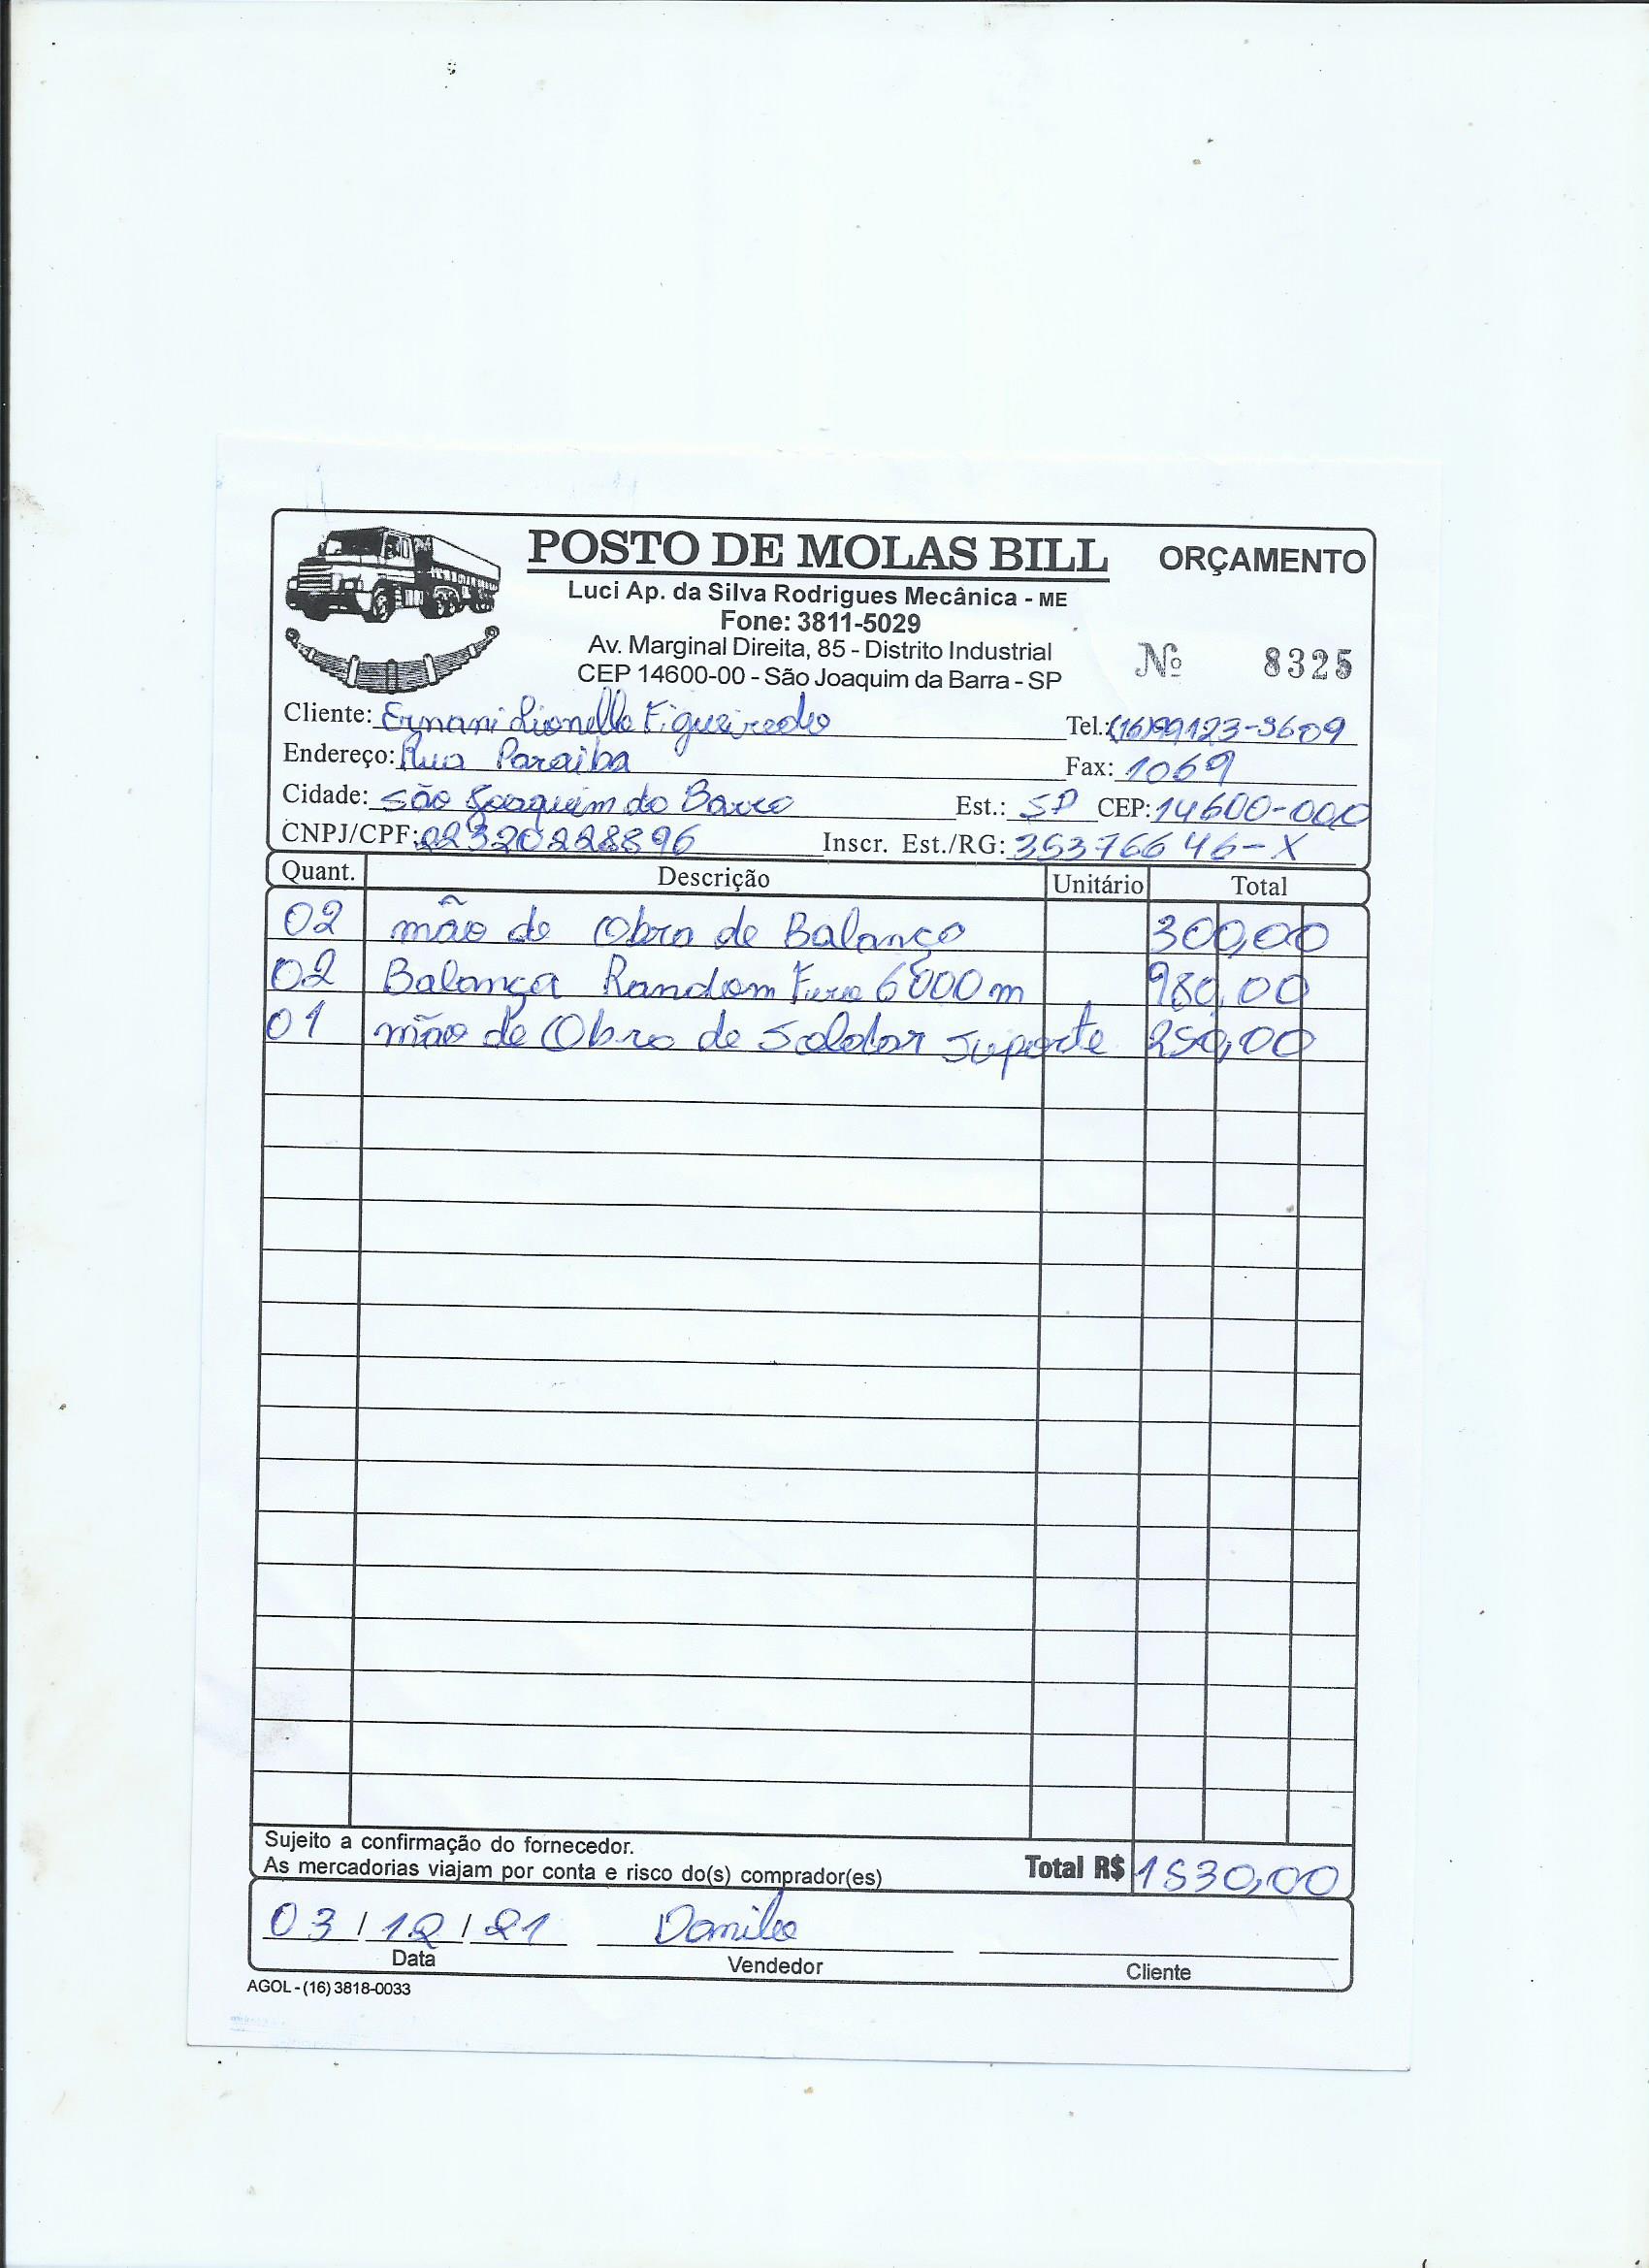 POSTO DE MOLAS BILL ORÇAMENTO
Luci Ap. da Silva Rodrigues Mecânica - ME
Fone: 3811-5029
Av. Marginal Direita, 85 - Distrito Industrial
CEP 14600-00 - São Joaquim da Barra - SP
Nº 8325
Cliente: Ernani Lionello Figueiredo Tel.: (16)99123-3609
Endereço: Rua Paraiba Fax: 1069
Cidade: São Joaquim da Barra Est.: SP CEP: 14600-000
CNPJ/CPF: 02320228896 Inscr. Est./RG: 35376646-X
Quant. Descrição Unitário Total
02 mão de Obra de Balança 300,00
02 Balança Random Furo 6000m 980,00
01 mão de Obra de Soldar Suporte 250,00
Sujeito a confirmação do fornecedor.
As mercadorias viajam por conta e risco do(s) comprador(es) Total R$ 1530,00
03 / 12 / 21 Danilo
Data Vendedor Cliente
AGOL - (16) 3818-0033